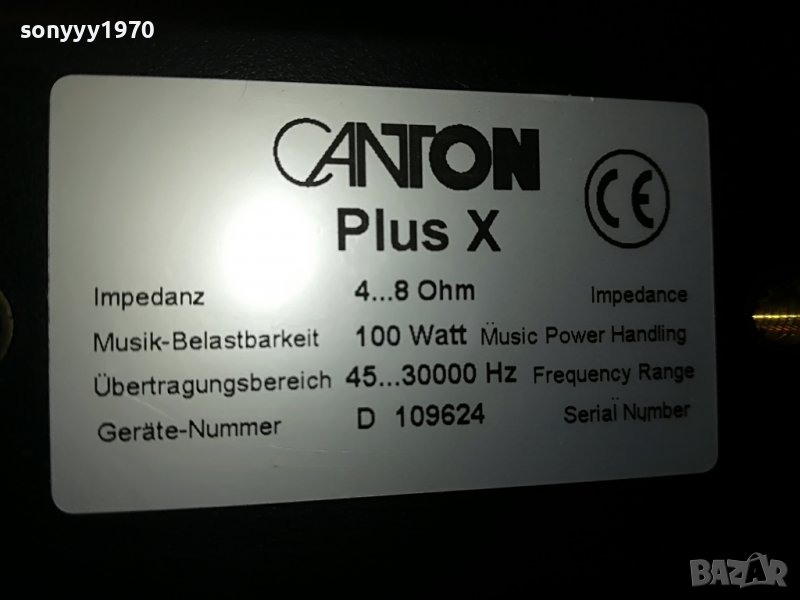 sonyyy1970
CANTON
Plus X
CE
Impedanz 4...8 Ohm Impedance
Musik-Belastbarkeit 100 Watt Music Power Handling
Übertragungsbereich 45...30000 Hz Frequency Range
Geräte-Nummer D 109624 Serial Number
BAZAR